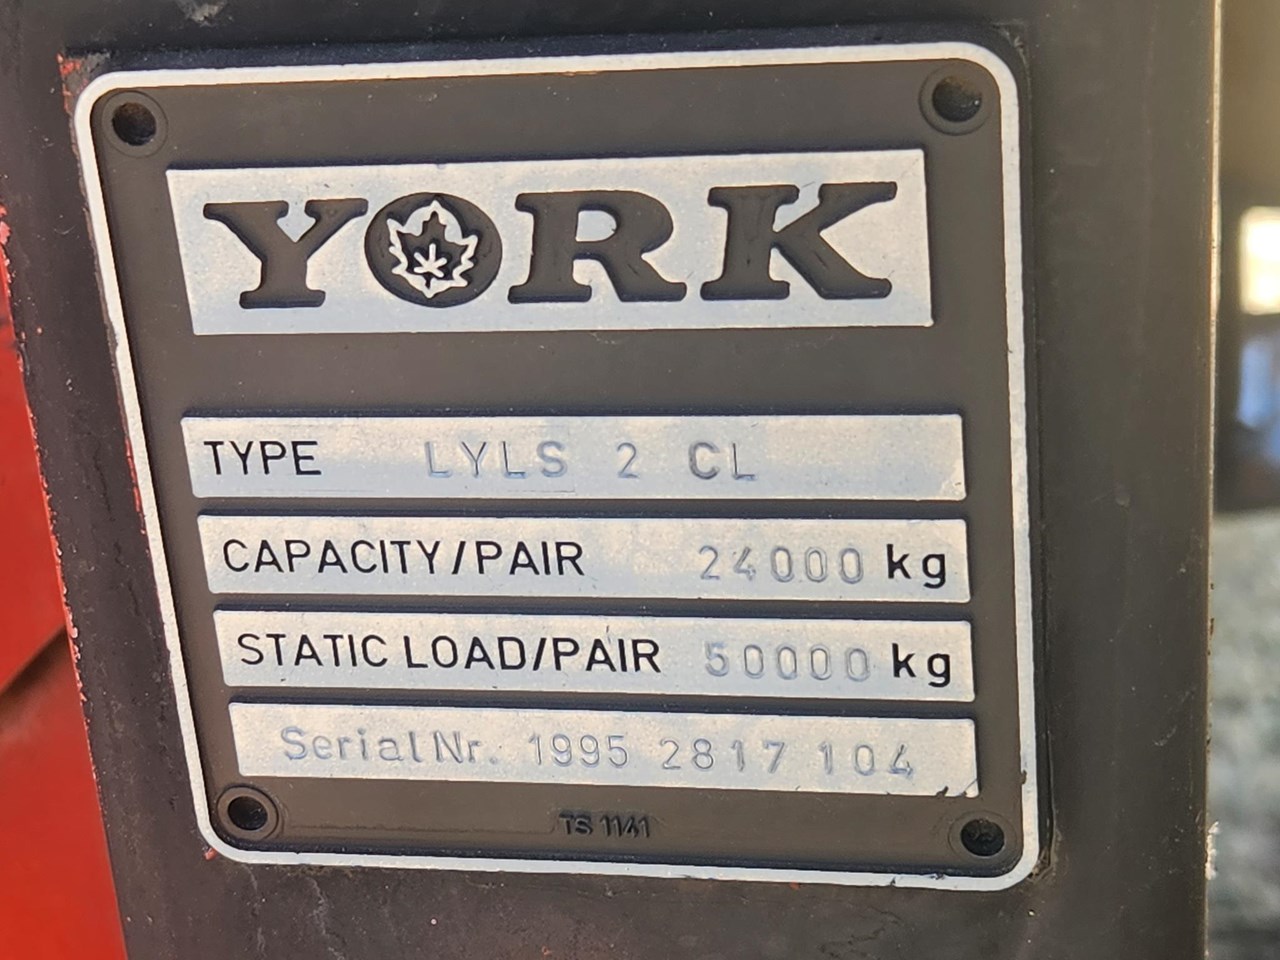 YORK
TYPE LYLS 2 CL
CAPACITY/PAIR 24000 kg
STATIC LOAD/PAIR 50000 kg
Serial Nr. 1995 2817 104
TS 1141